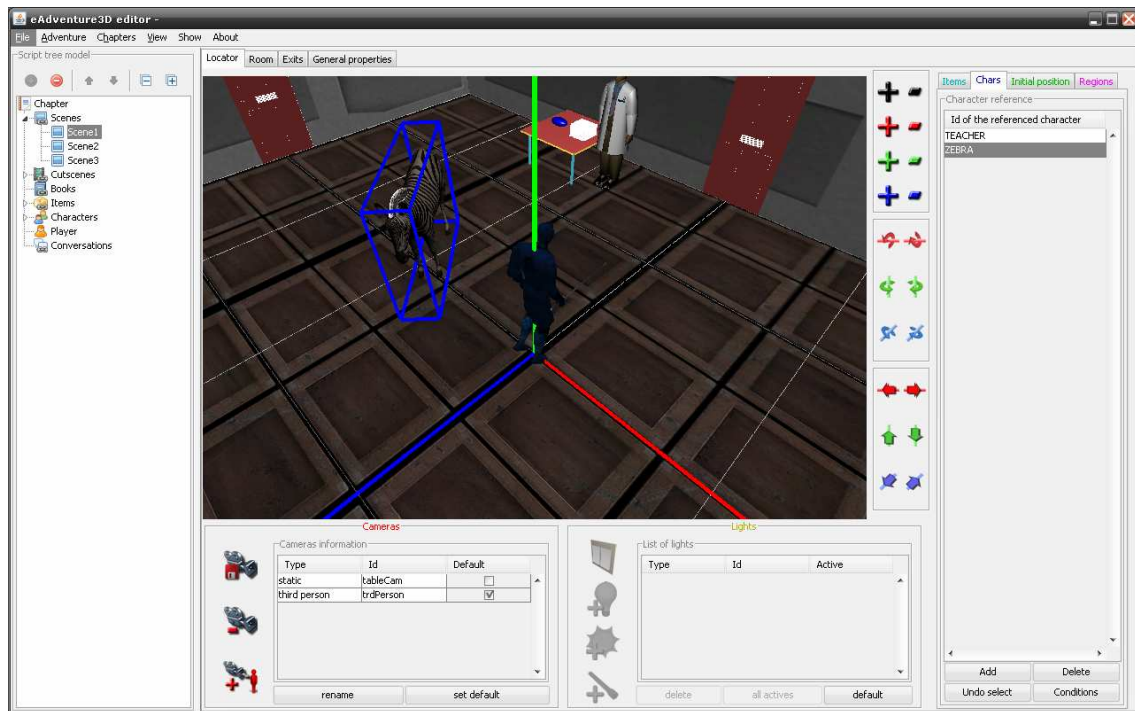 eAdventure3D editor -
File Adventure Chapters View Show About
Script tree model
Chapter
Scenes
Scene1
Scene2
Scene3
Cutscenes
Books
Items
Characters
Player
Conversations
Locator Room Exits General properties
Items Chars Initial position Regions
Character reference
Id of the referenced character
TEACHER
ZEBRA
Add Delete
Undo select Conditions
Cameras
Cameras information
Type Id Default
static tableCam
third person trdPerson
rename set default
Lights
List of lights
Type Id Active
delete all actives default